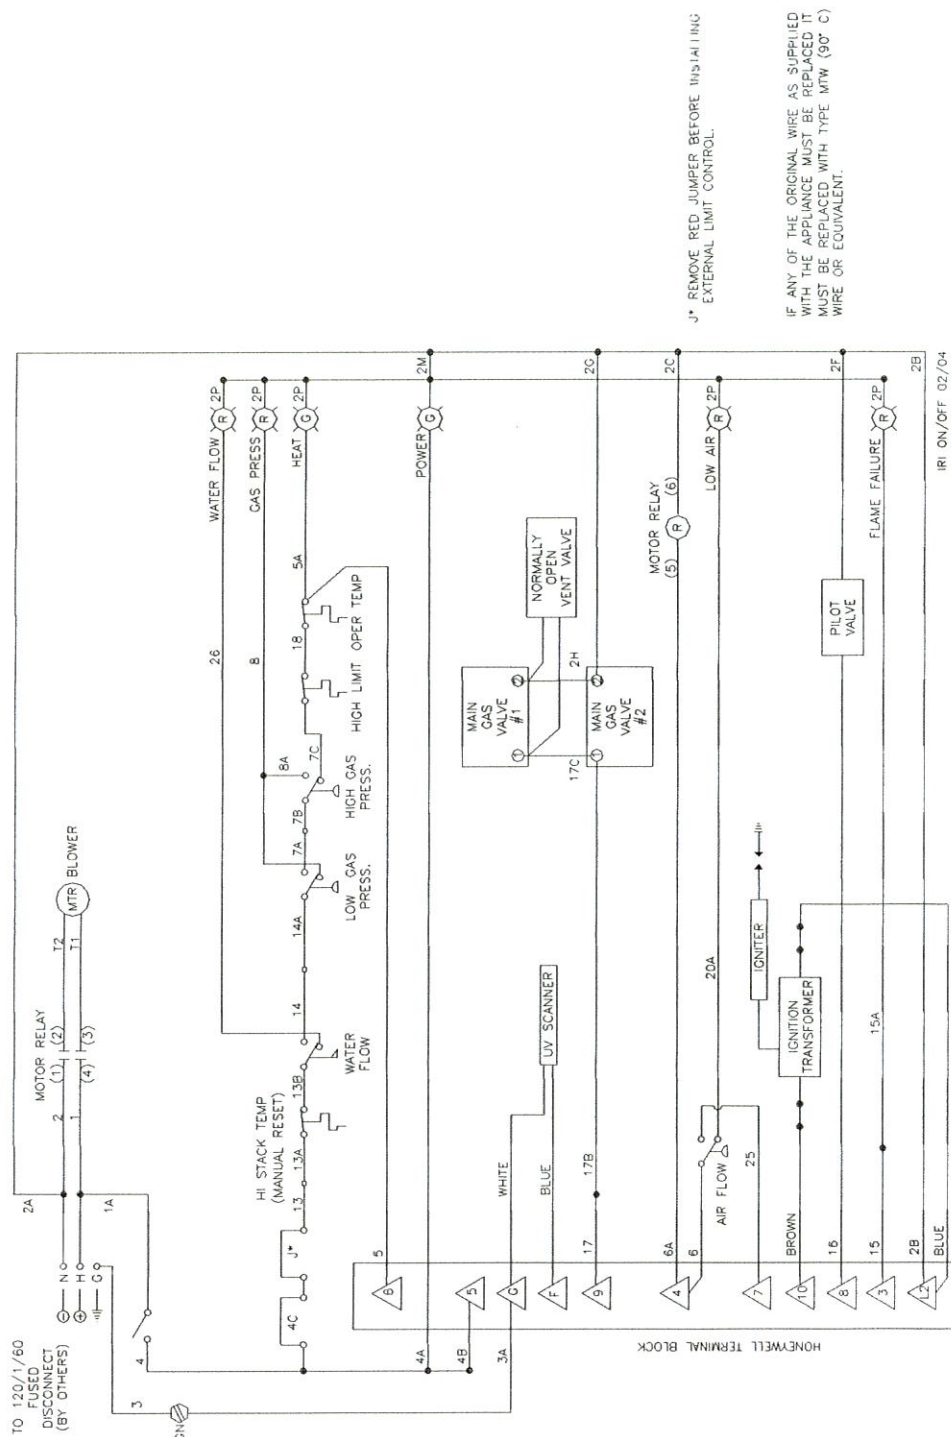 TO 120/1/60
FUSED
DISCONNECT
(BY OTHERS)
N
H
G
2A
1A
2
1
MOTOR RELAY
(1) (2)
(4) (3)
T2
T1
MTR
BLOWER
3
4
HI STACK TEMP
(MANUAL RESET)
4C
J*
13
13A
13B
WATER
FLOW
14
14A
LOW GAS
PRESS.
7A
7B
8A
7C
HIGH GAS
PRESS.
HIGH LIMIT
18
OPER TEMP
5A
26
WATER FLOW
R
2P
8
GAS PRESS
R
2P
HEAT
G
2P
5
6
4A
POWER
G
2M
4B
5
3A
G
WHITE
F
BLUE
UV SCANNER
MAIN
GAS
VALVE
#1
1
2
NORMALLY
OPEN
VENT VALVE
17C
2H
MAIN
GAS
VALVE
#2
1
2
9
17
17B
2G
4
6A
6
MOTOR RELAY
(5)
R
(6)
2C
AIR FLOW
20A
LOW AIR
R
2P
7
25
IGNITER
10
BROWN
IGNITION
TRANSFORMER
8
16
PILOT
VALVE
2F
3
15
15A
FLAME FAILURE
R
2P
L2
2B
2B
BLUE
HONEYWELL TERMINAL BLOCK
J* REMOVE RED JUMPER BEFORE INSTALLING
EXTERNAL LIMIT CONTROL.
IF ANY OF THE ORIGINAL WIRE AS SUPPLIED
WITH THE APPLIANCE MUST BE REPLACED IT
MUST BE REPLACED WITH TYPE MTW (90° C)
WIRE OR EQUIVALENT.
IRI ON/OFF 02/04